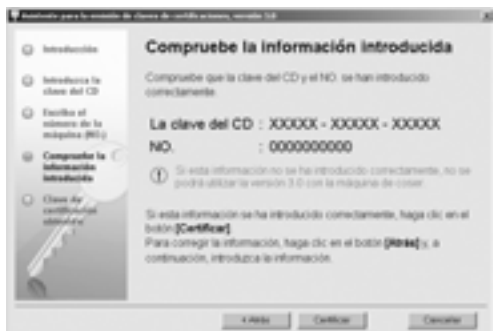 Asistente para la emisión de claves de certificaciones, versión 3.0
Introducción
Introduzca la
clave del CD
Escriba el
número de la
máquina (NO.)
Compruebe la
información
introducida
Clave de
certificación
obtenida
Compruebe la información introducida
Compruebe que la clave del CD y el NO. se han introducido
correctamente.
La clave del CD : XXXXX - XXXXX - XXXXX
NO. : 0000000000
Si esta información no se ha introducido correctamente, no se
podrá utilizar la versión 3.0 con la máquina de coser.
Si esta información se ha introducido correctamente, haga clic en el
botón [Certificar].
Para corregir la información, haga clic en el botón [Atrás] y, a
continuación, introduzca la información.
< Atrás
Certificar
Cancelar